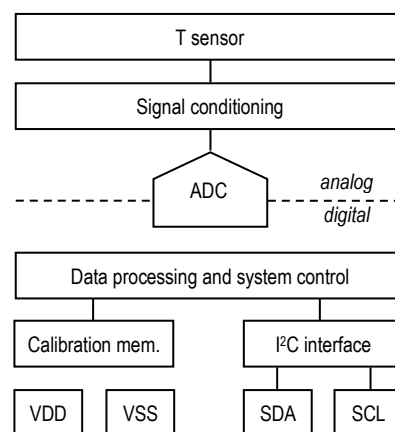 T sensor
Signal conditioning
ADC
analog
digital
Data processing and system control
Calibration mem.
I²C interface
VDD
VSS
SDA
SCL